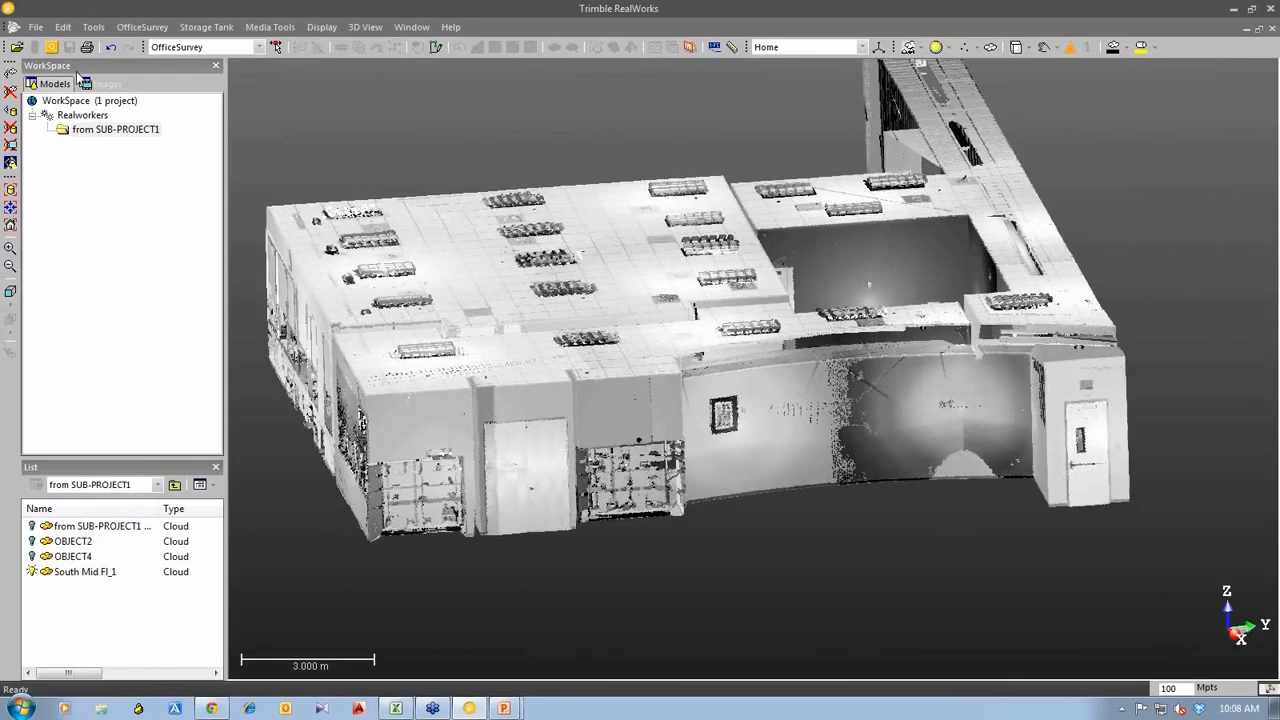 Trimble RealWorks
File Edit Tools OfficeSurvey Storage Tank Media Tools Display 3D View Window Help
OfficeSurvey Home
WorkSpace
Models Images
WorkSpace (1 project)
Realworkers
from SUB-PROJECT1
List
from SUB-PROJECT1
Name Type
from SUB-PROJECT1 ... Cloud
OBJECT2 Cloud
OBJECT4 Cloud
South Mid Fl_1 Cloud
3.000 m
Z
Y
X
Ready 100 Mpts
10:08 AM